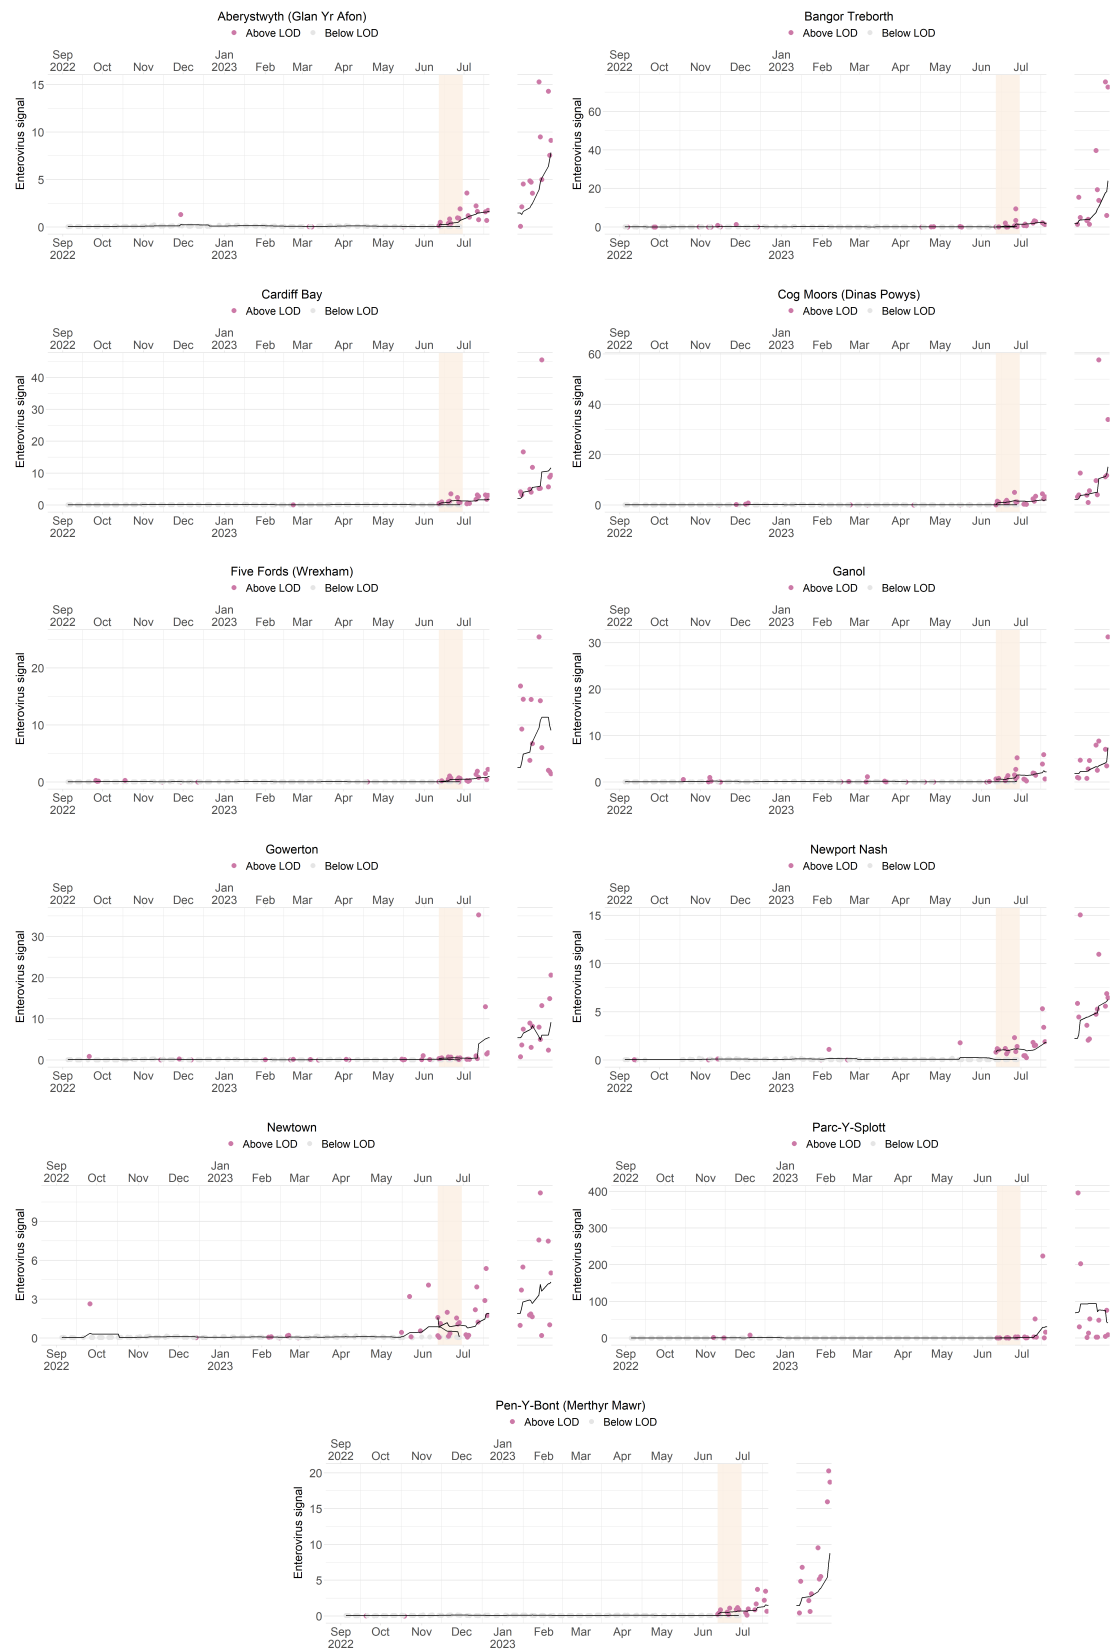 Aberystwyth (Glan Yr Afon)
Above LOD Below LOD
Sep Jan
2022 Oct Nov Dec 2023 Feb Mar Apr May Jun Jul
Enterovirus signal
15
10
5
0
Sep Oct Nov Dec Jan Feb Mar Apr May Jun Jul
2022 2023
Bangor Treborth
Above LOD Below LOD
Sep Jan
2022 Oct Nov Dec 2023 Feb Mar Apr May Jun Jul
Enterovirus signal
60
40
20
0
Sep Oct Nov Dec Jan Feb Mar Apr May Jun Jul
2022 2023
Cardiff Bay
Above LOD Below LOD
Sep Jan
2022 Oct Nov Dec 2023 Feb Mar Apr May Jun Jul
Enterovirus signal
40
30
20
10
0
Sep Oct Nov Dec Jan Feb Mar Apr May Jun Jul
2022 2023
Cog Moors (Dinas Powys)
Above LOD Below LOD
Sep Jan
2022 Oct Nov Dec 2023 Feb Mar Apr May Jun Jul
Enterovirus signal
60
40
20
0
Sep Oct Nov Dec Jan Feb Mar Apr May Jun Jul
2022 2023
Five Fords (Wrexham)
Above LOD Below LOD
Sep Jan
2022 Oct Nov Dec 2023 Feb Mar Apr May Jun Jul
Enterovirus signal
20
10
0
Sep Oct Nov Dec Jan Feb Mar Apr May Jun Jul
2022 2023
Ganol
Above LOD Below LOD
Sep Jan
2022 Oct Nov Dec 2023 Feb Mar Apr May Jun Jul
Enterovirus signal
30
20
10
0
Sep Oct Nov Dec Jan Feb Mar Apr May Jun Jul
2022 2023
Gowerton
Above LOD Below LOD
Sep Jan
2022 Oct Nov Dec 2023 Feb Mar Apr May Jun Jul
Enterovirus signal
30
20
10
0
Sep Oct Nov Dec Jan Feb Mar Apr May Jun Jul
2022 2023
Newport Nash
Above LOD Below LOD
Sep Jan
2022 Oct Nov Dec 2023 Feb Mar Apr May Jun Jul
Enterovirus signal
15
10
5
0
Sep Oct Nov Dec Jan Feb Mar Apr May Jun Jul
2022 2023
Newtown
Above LOD Below LOD
Sep Jan
2022 Oct Nov Dec 2023 Feb Mar Apr May Jun Jul
Enterovirus signal
9
6
3
0
Sep Oct Nov Dec Jan Feb Mar Apr May Jun Jul
2022 2023
Parc-Y-Splott
Above LOD Below LOD
Sep Jan
2022 Oct Nov Dec 2023 Feb Mar Apr May Jun Jul
Enterovirus signal
400
300
200
100
0
Sep Oct Nov Dec Jan Feb Mar Apr May Jun Jul
2022 2023
Pen-Y-Bont (Merthyr Mawr)
Above LOD Below LOD
Sep Jan
2022 Oct Nov Dec 2023 Feb Mar Apr May Jun Jul
Enterovirus signal
20
15
10
5
0
Sep Oct Nov Dec Jan Feb Mar Apr May Jun Jul
2022 2023